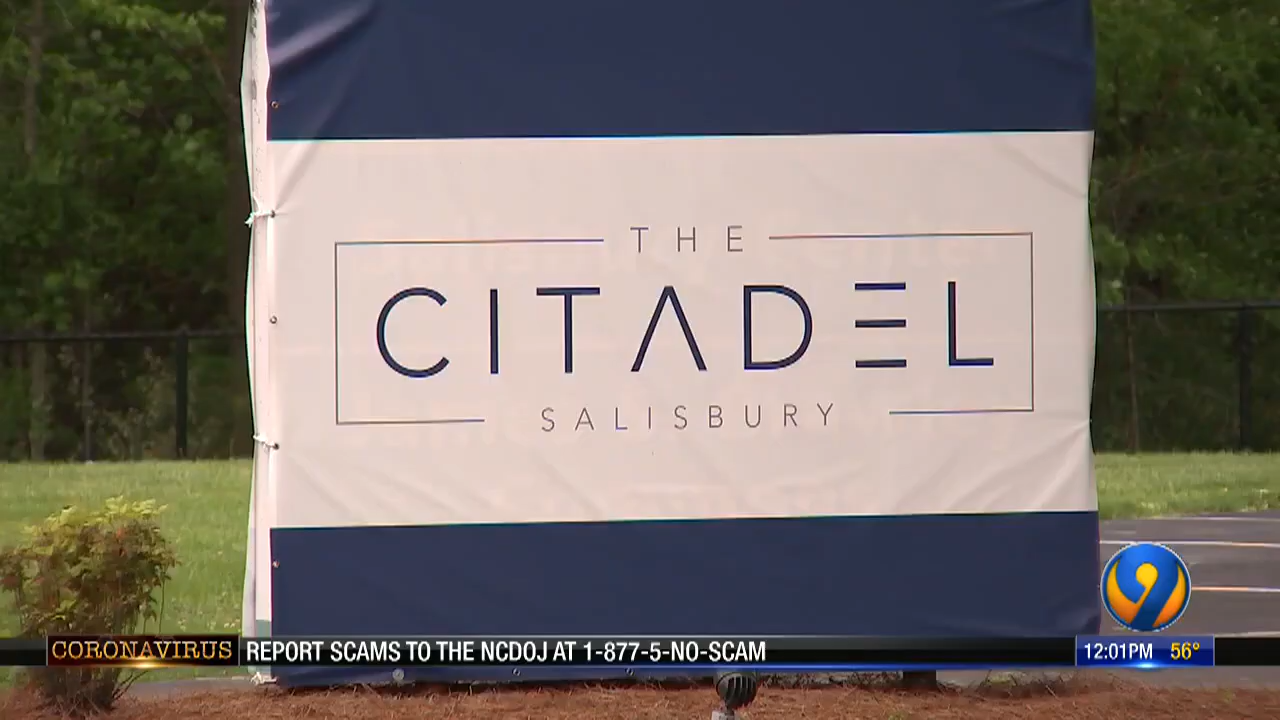 THE
CITADEL
SALISBURY
9
CORONAVIRUS REPORT SCAMS TO THE NCDOJ AT 1-877-5-NO-SCAM 12:01PM 56°